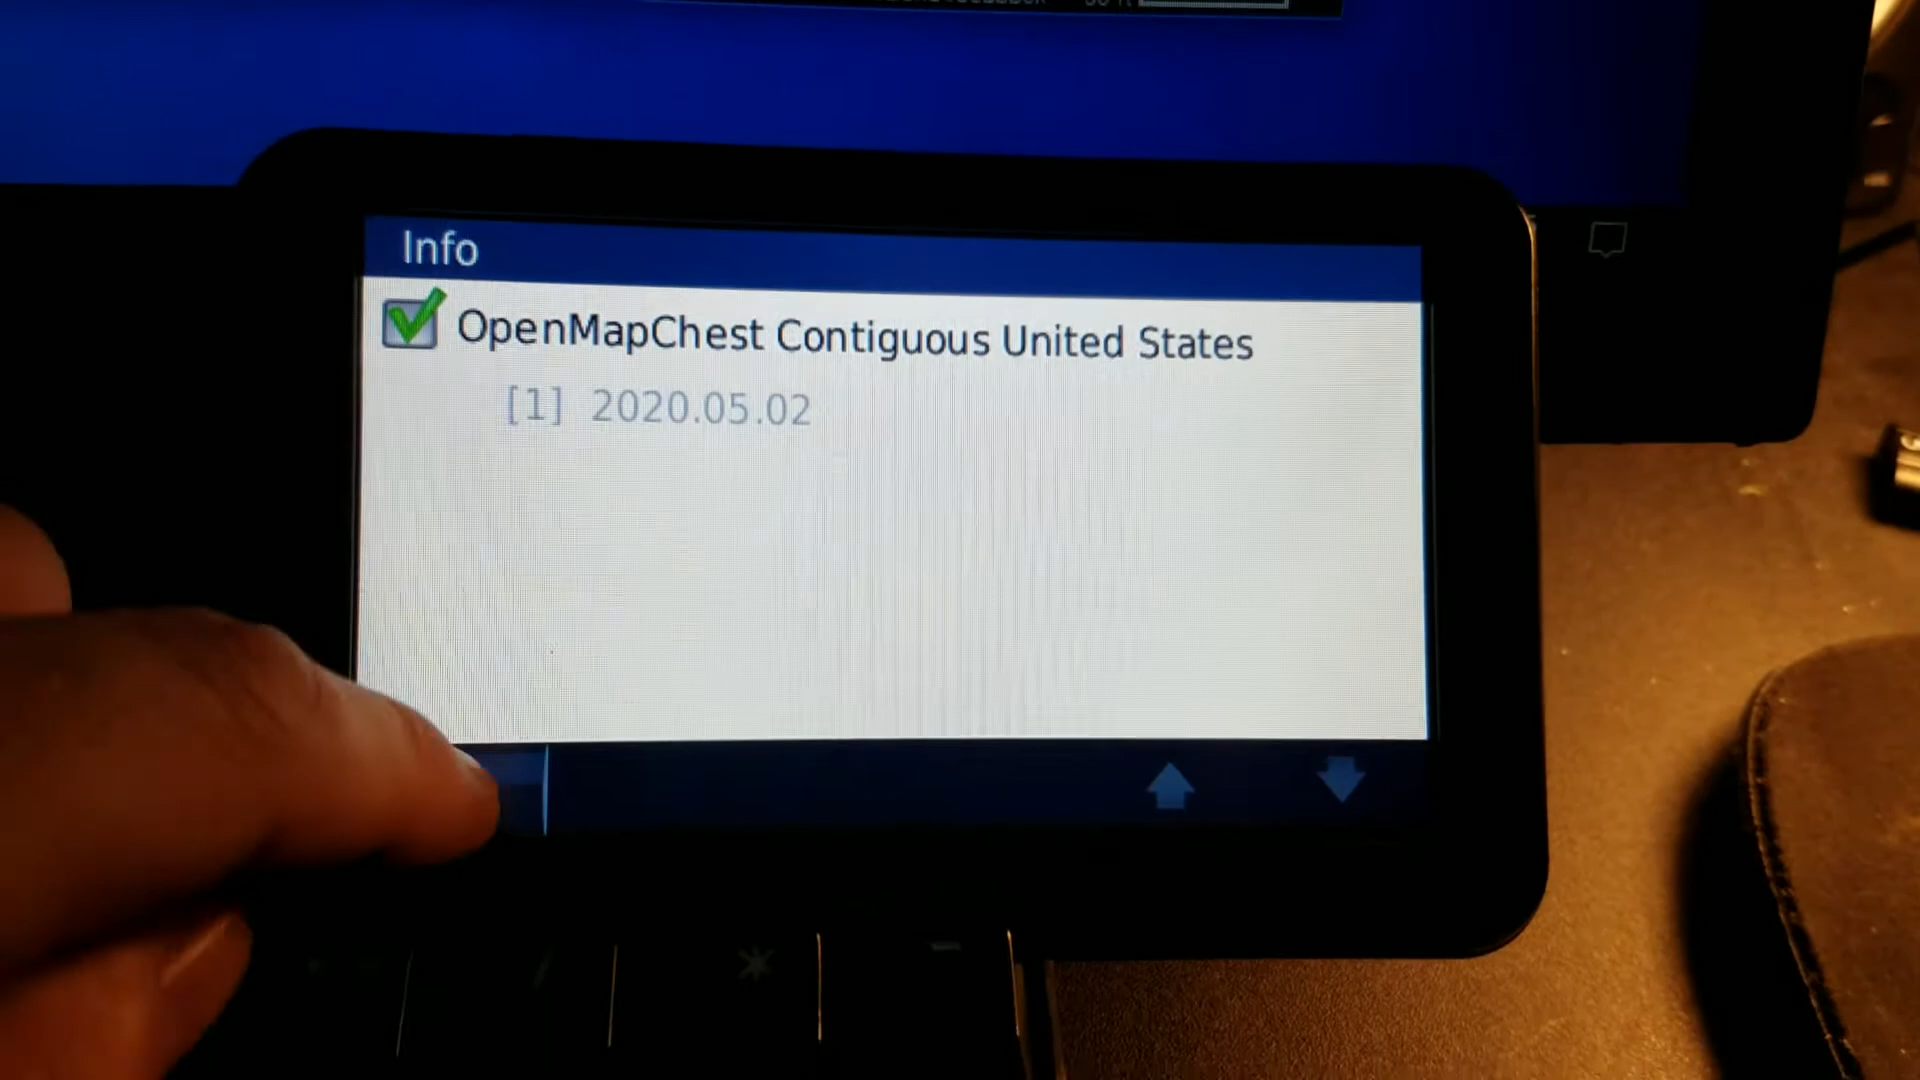 Info
OpenMapChest Contiguous United States
[1] 2020.05.02
*
-